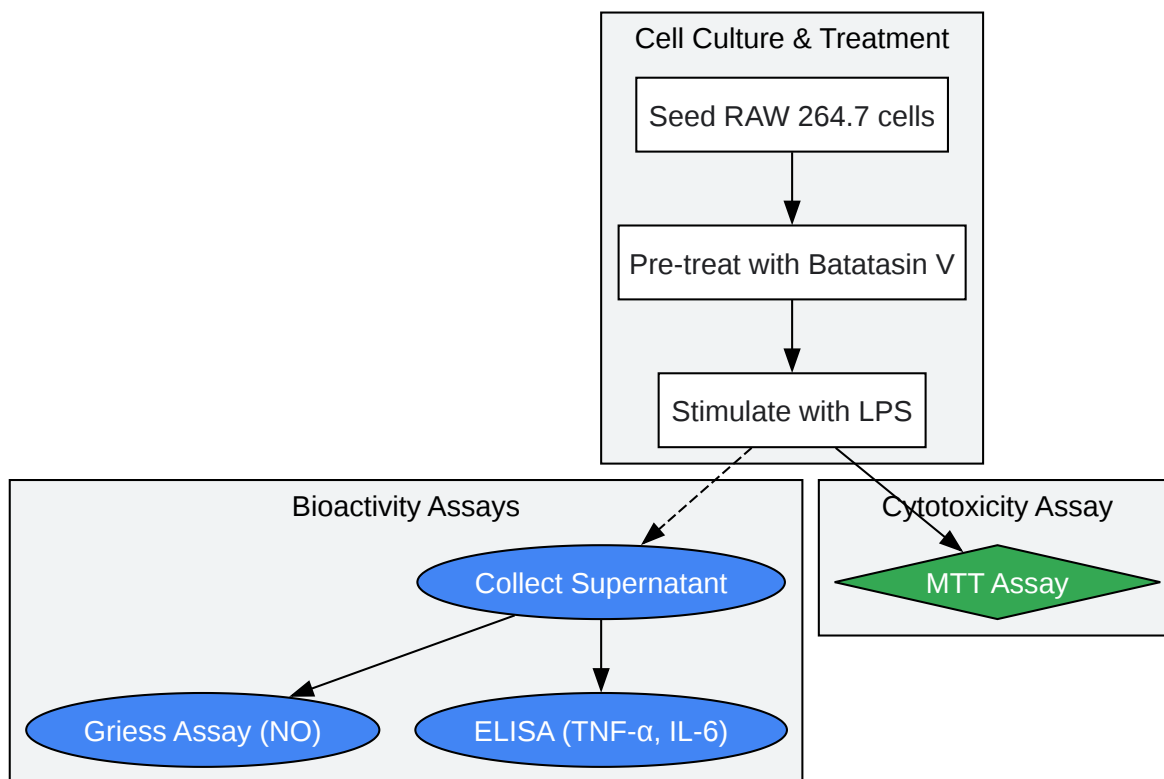 Cell Culture & Treatment
Seed RAW 264.7 cells
Pre-treat with Batatasin V
Stimulate with LPS
Bioactivity Assays
Cytotoxicity Assay
Collect Supernatant
MTT Assay
Griess Assay (NO)
ELISA (TNF-α, IL-6)